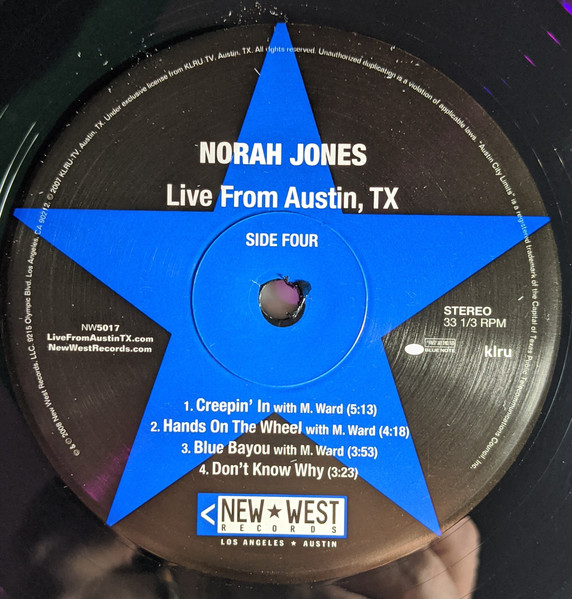 ℗ & © 2008 New West Records, LLC. 9215 Olympic Blvd. Los Angeles, CA 90212. © 2007 KLRU-TV, Austin, TX. Under exclusive license from KLRU-TV, Austin, TX. All rights reserved. Unauthorized duplication is a violation of applicable laws. "Austin City Limits" is a registered trademark of the Capital of Texas Public Telecommunications Council, Inc.
NORAH JONES
Live From Austin, TX
SIDE FOUR
NW5017
LiveFromAustinTX.com
NewWestRecords.com
STEREO
33 1/3 RPM
BLUE NOTE
klru
1. Creepin' In with M. Ward (5:13)
2. Hands On The Wheel with M. Ward (4:18)
3. Blue Bayou with M. Ward (3:53)
4. Don't Know Why (3:23)
< NEW★WEST
RECORDS
LOS ANGELES ★ AUSTIN